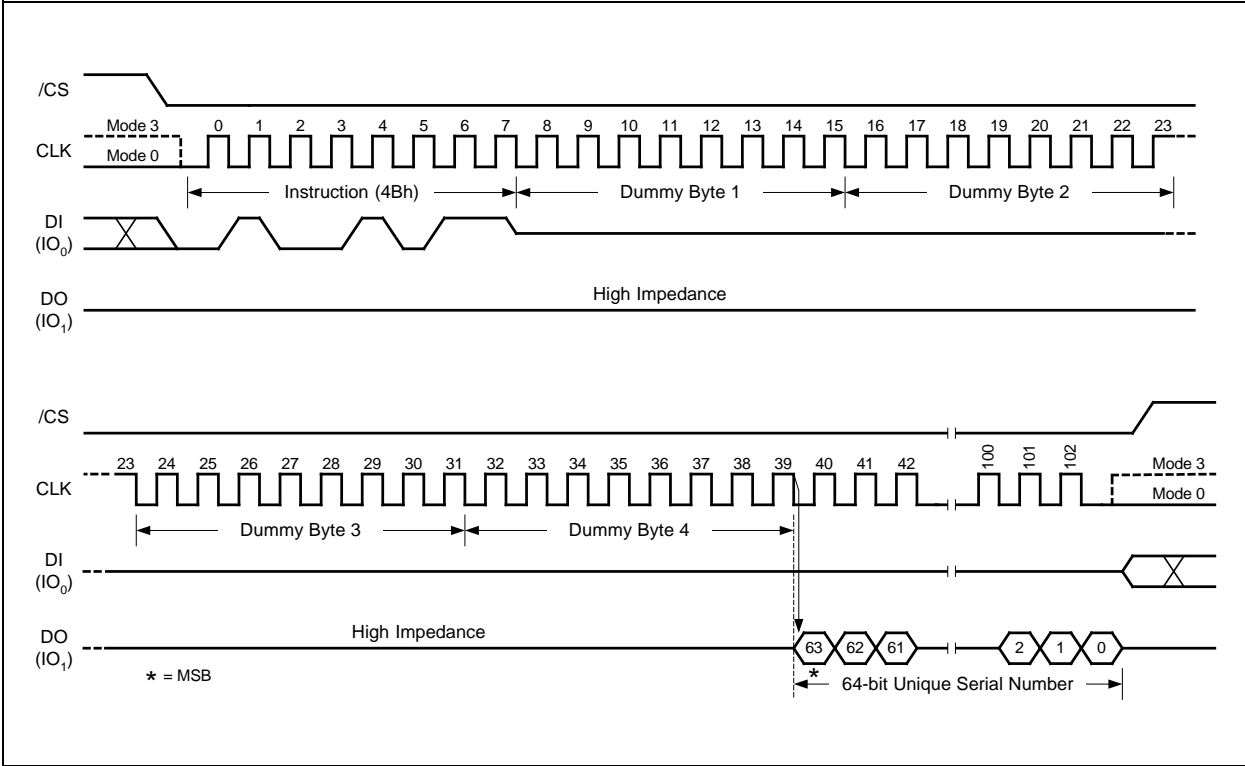 /CS
Mode 3
0 1 2 3 4 5 6 7 8 9 10 11 12 13 14 15 16 17 18 19 20 21 22 23
CLK
Mode 0
Instruction (4Bh) Dummy Byte 1 Dummy Byte 2
DI
(IO0)
High Impedance
DO
(IO1)
/CS
23 24 25 26 27 28 29 30 31 32 33 34 35 36 37 38 39 40 41 42 100 101 102
Mode 3
CLK
Mode 0
Dummy Byte 3 Dummy Byte 4
DI
(IO0)
High Impedance
DO
(IO1)
63 62 61 2 1 0
* = MSB
* 64-bit Unique Serial Number